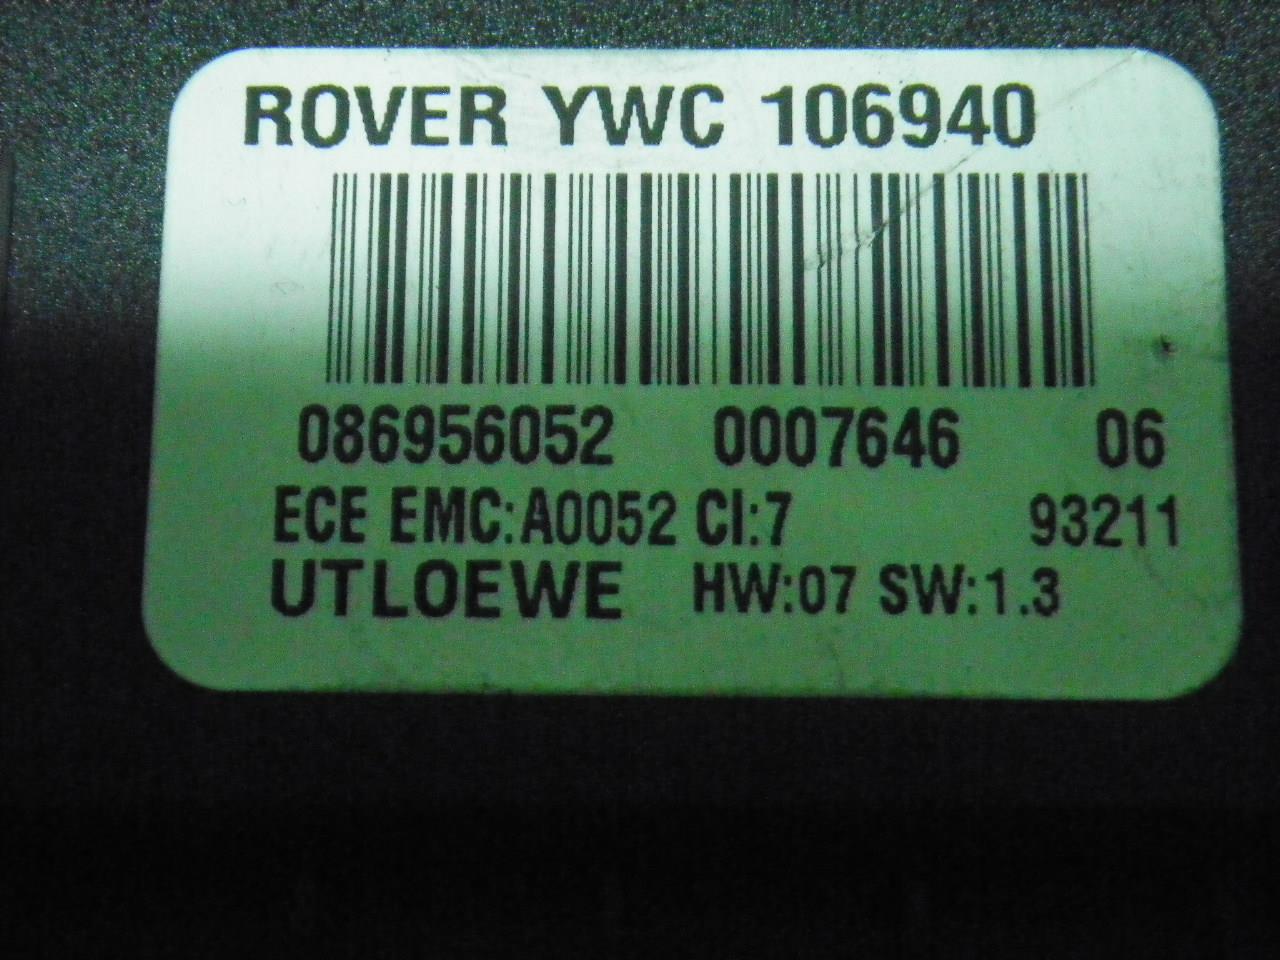 ROVER YWC 106940
086956052 0007646 06
ECE EMC:A0052 CI:7 93211
UTLOEWE HW:07 SW:1.3